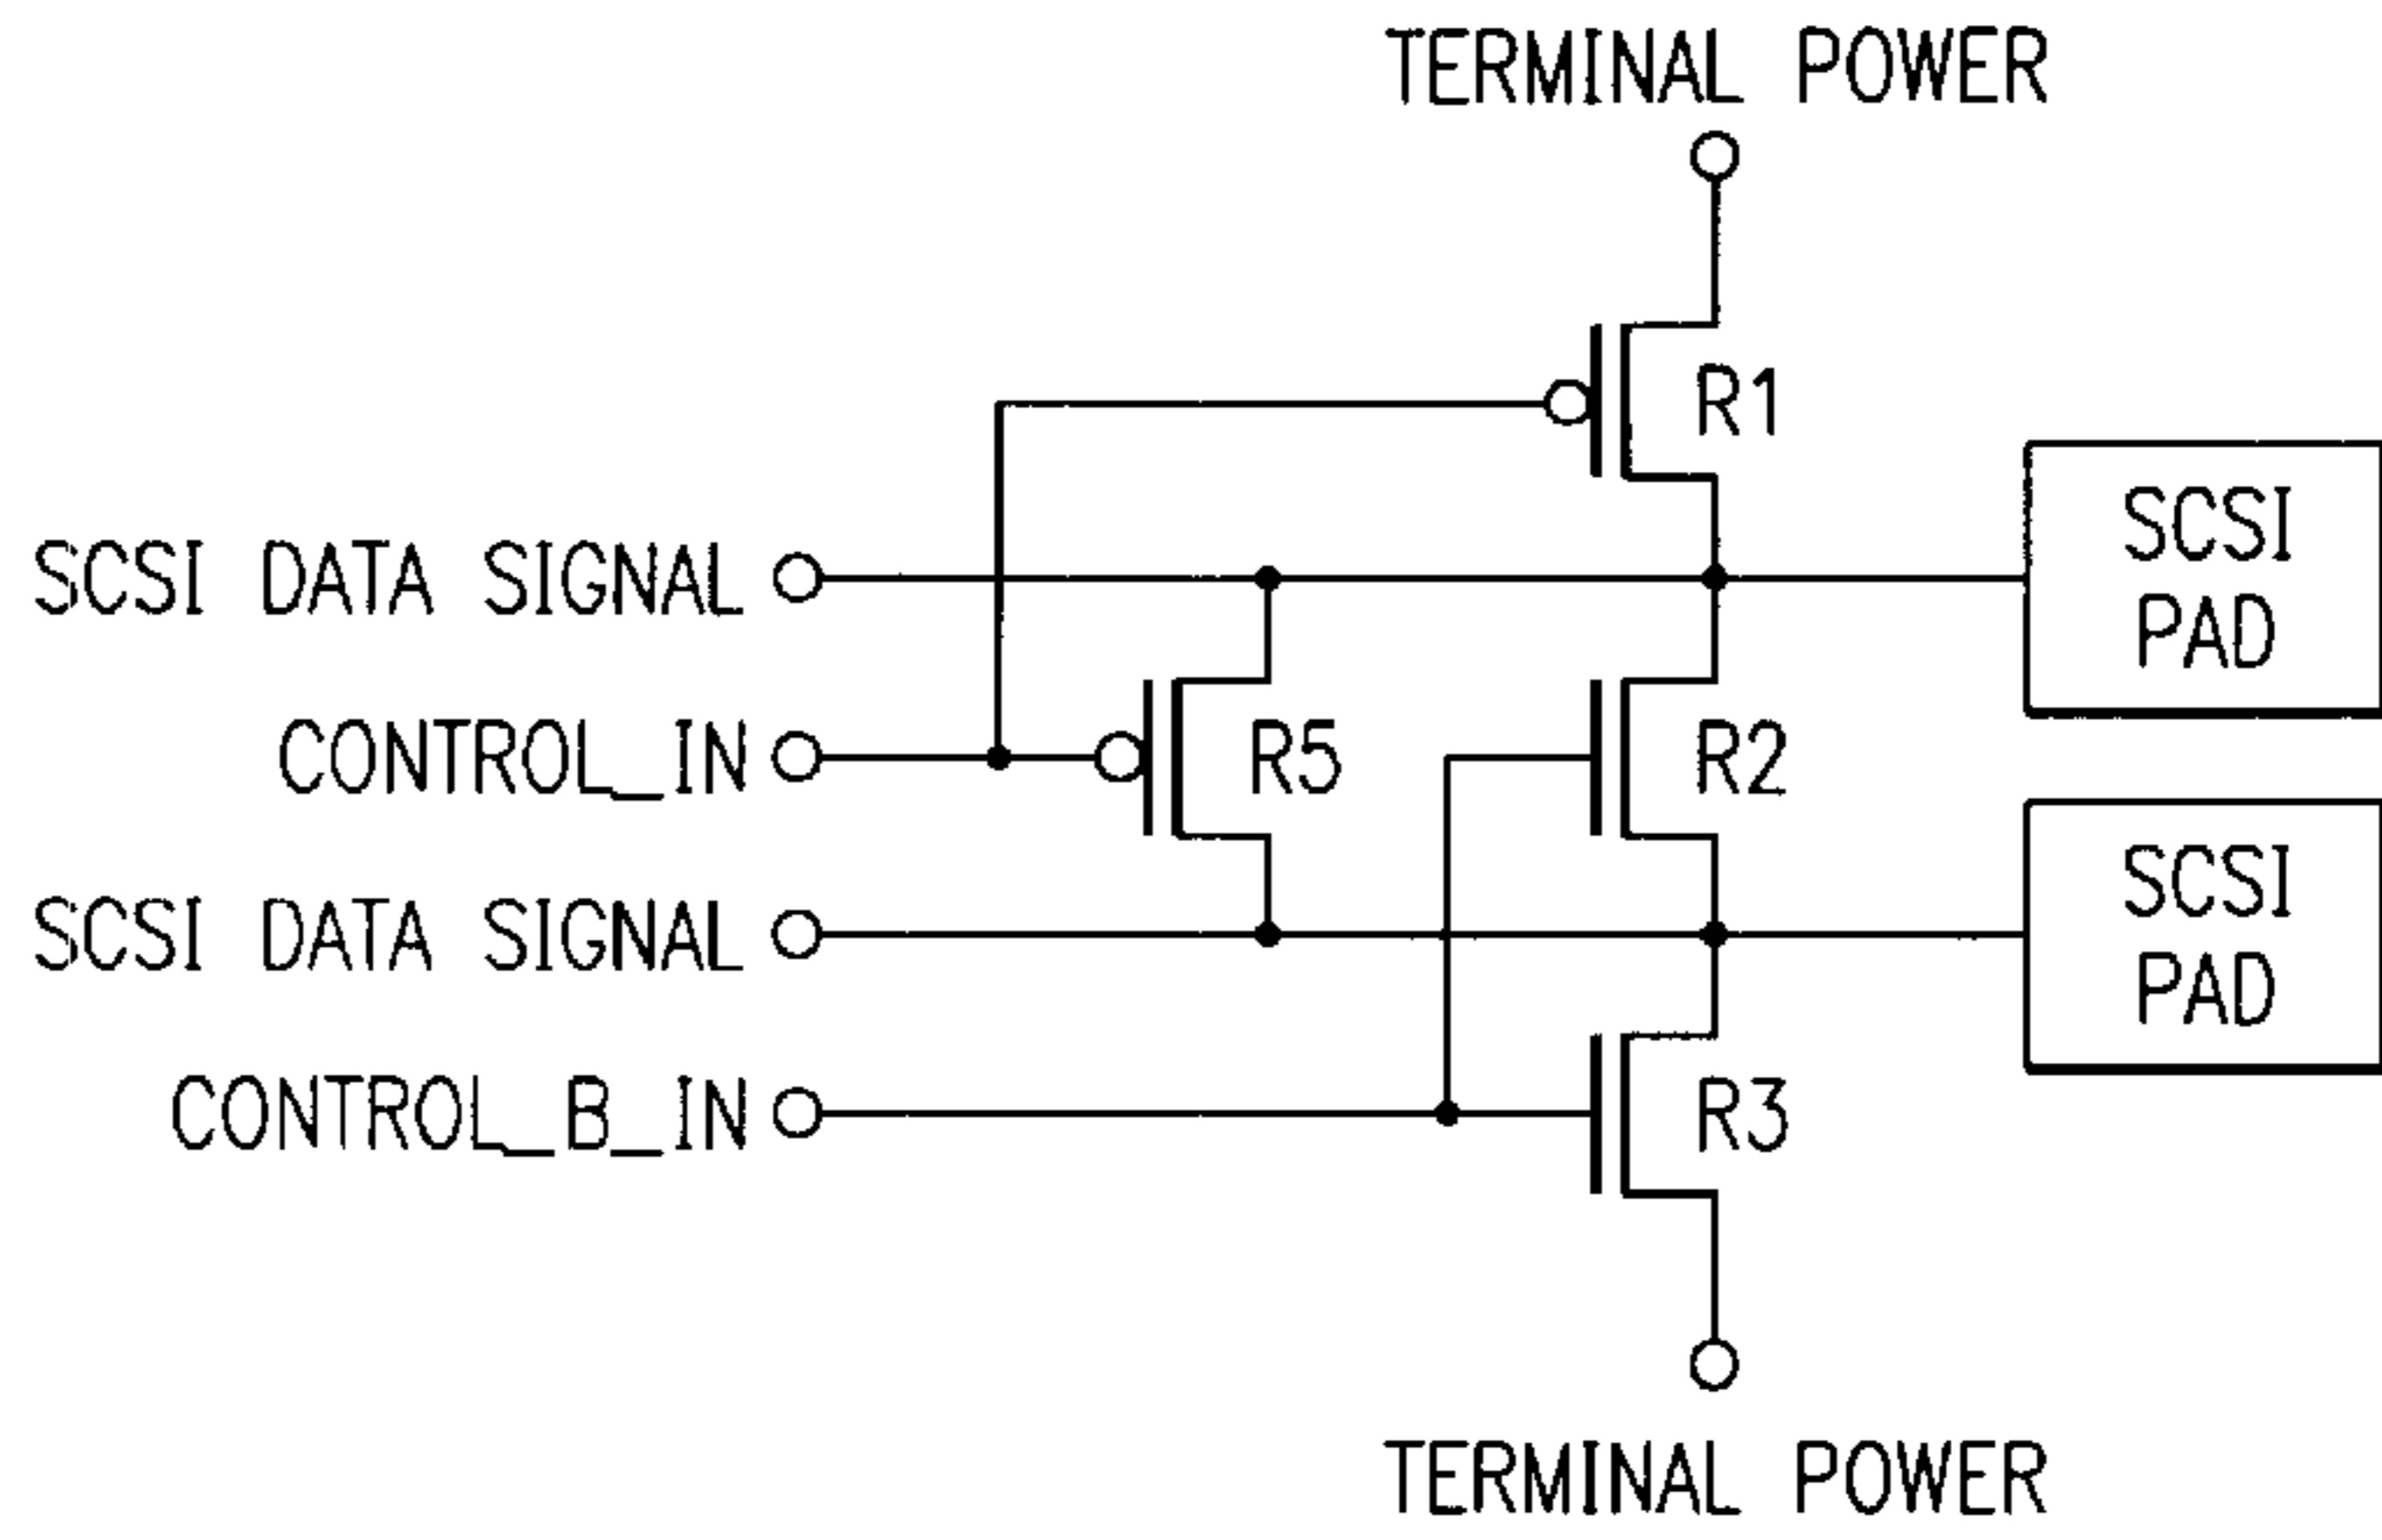 TERMINAL POWER
R1
SCSI
PAD
SCSI DATA SIGNAL
CONTROL_IN
R5
R2
SCSI
PAD
SCSI DATA SIGNAL
CONTROL_B_IN
R3
TERMINAL POWER